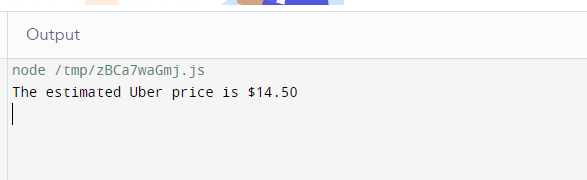 Output
node /tmp/zBCa7waGmj.js
The estimated Uber price is $14.50